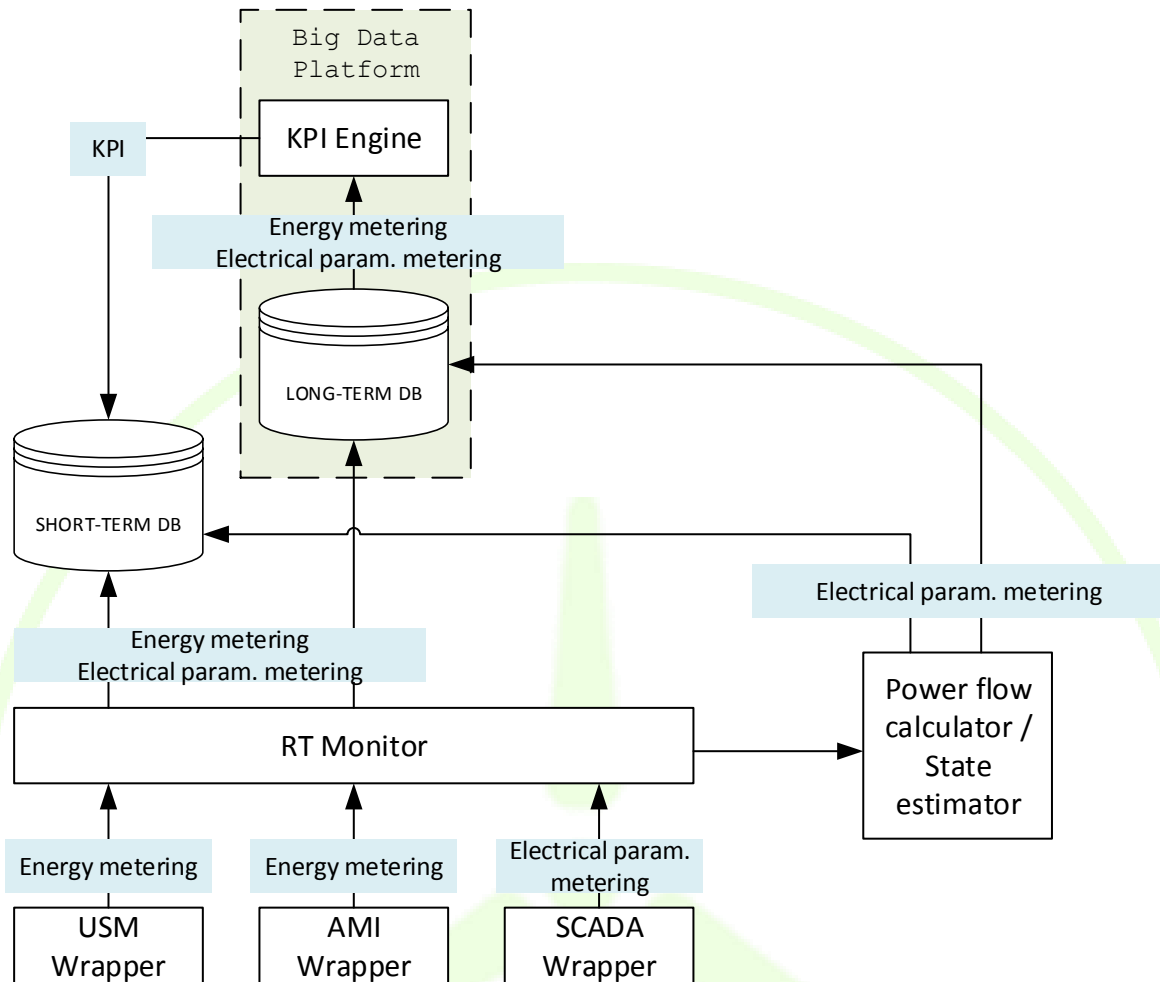 Big Data
Platform
KPI Engine
KPI
Energy metering
Electrical param. metering
LONG-TERM DB
SHORT-TERM DB
Electrical param. metering
Energy metering
Electrical param. metering
Power flow
calculator /
State
estimator
RT Monitor
Energy metering
Energy metering
Electrical param.
metering
USM
Wrapper
AMI
Wrapper
SCADA
Wrapper